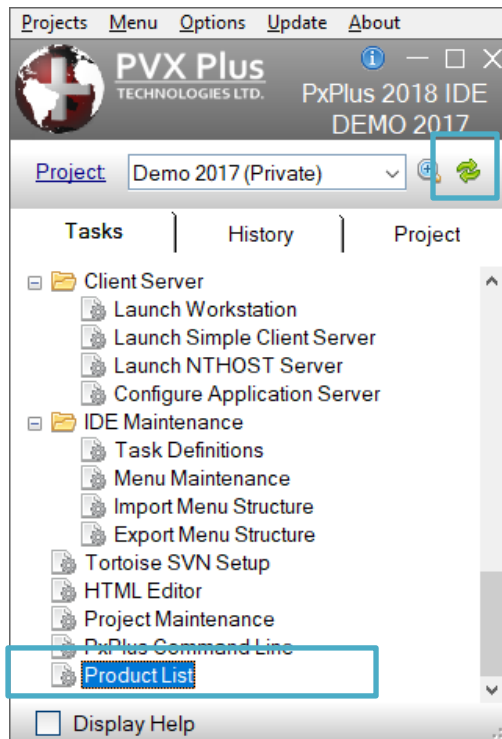 Projects Menu Options Update About
PVX Plus
TECHNOLOGIES LTD.
PxPlus 2018 IDE
DEMO 2017
Project: Demo 2017 (Private)
Tasks History Project
Client Server
Launch Workstation
Launch Simple Client Server
Launch NTHOST Server
Configure Application Server
IDE Maintenance
Task Definitions
Menu Maintenance
Import Menu Structure
Export Menu Structure
Tortoise SVN Setup
HTML Editor
Project Maintenance
PxPlus Command Line
Product List
Display Help